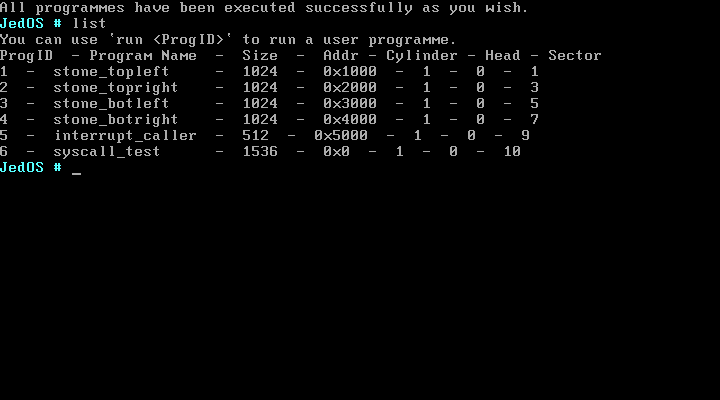 All programmes have been executed successfully as you wish.
JedOS # list
You can use `run <ProgID>` to run a user programme.
ProgID  - Program Name  -  Size  -  Addr - Cylinder - Head - Sector
1  -  stone_topleft     -  1024  -  0x1000  -  1  -  0  -  1
2  -  stone_topright    -  1024  -  0x2000  -  1  -  0  -  3
3  -  stone_botleft     -  1024  -  0x3000  -  1  -  0  -  5
4  -  stone_botright    -  1024  -  0x4000  -  1  -  0  -  7
5  -  interrupt_caller  -  512  -  0x5000  -  1  -  0  -  9
6  -  syscall_test      -  1536  -  0x0  -  1  -  0  -  10
JedOS # _